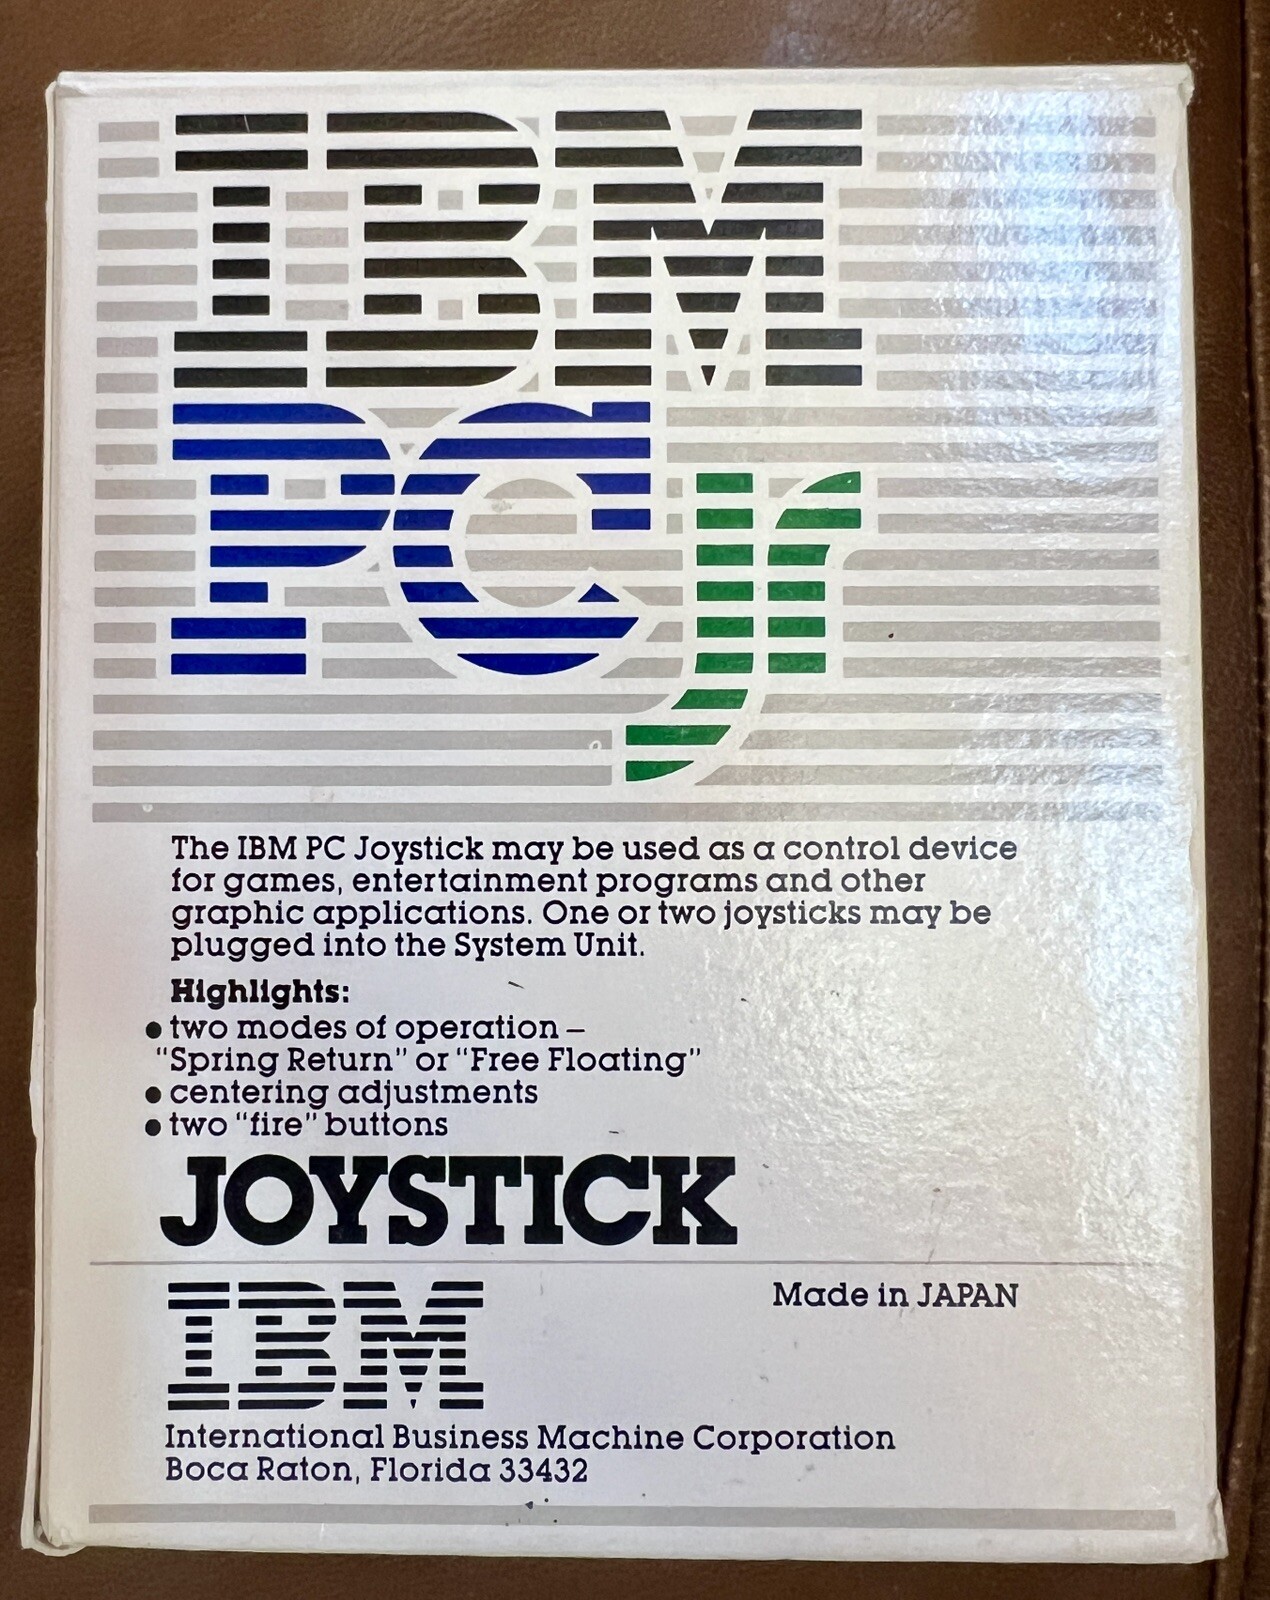 IBM
PCjr
The IBM PC Joystick may be used as a control device
for games, entertainment programs and other
graphic applications. One or two joysticks may be
plugged into the System Unit.
Highlights:
● two modes of operation –
“Spring Return” or “Free Floating”
● centering adjustments
● two “fire” buttons
JOYSTICK
IBM
Made in JAPAN
International Business Machine Corporation
Boca Raton, Florida 33432